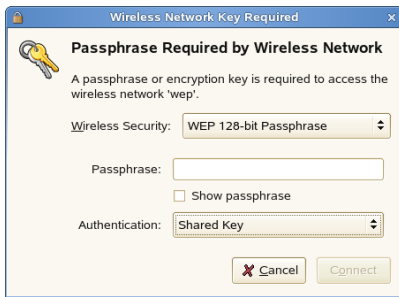 Wireless Network Key Required
Passphrase Required by Wireless Network
A passphrase or encryption key is required to access the
wireless network 'wep'.
Wireless Security: WEP 128-bit Passphrase
Passphrase:
Show passphrase
Authentication: Shared Key
Cancel Connect